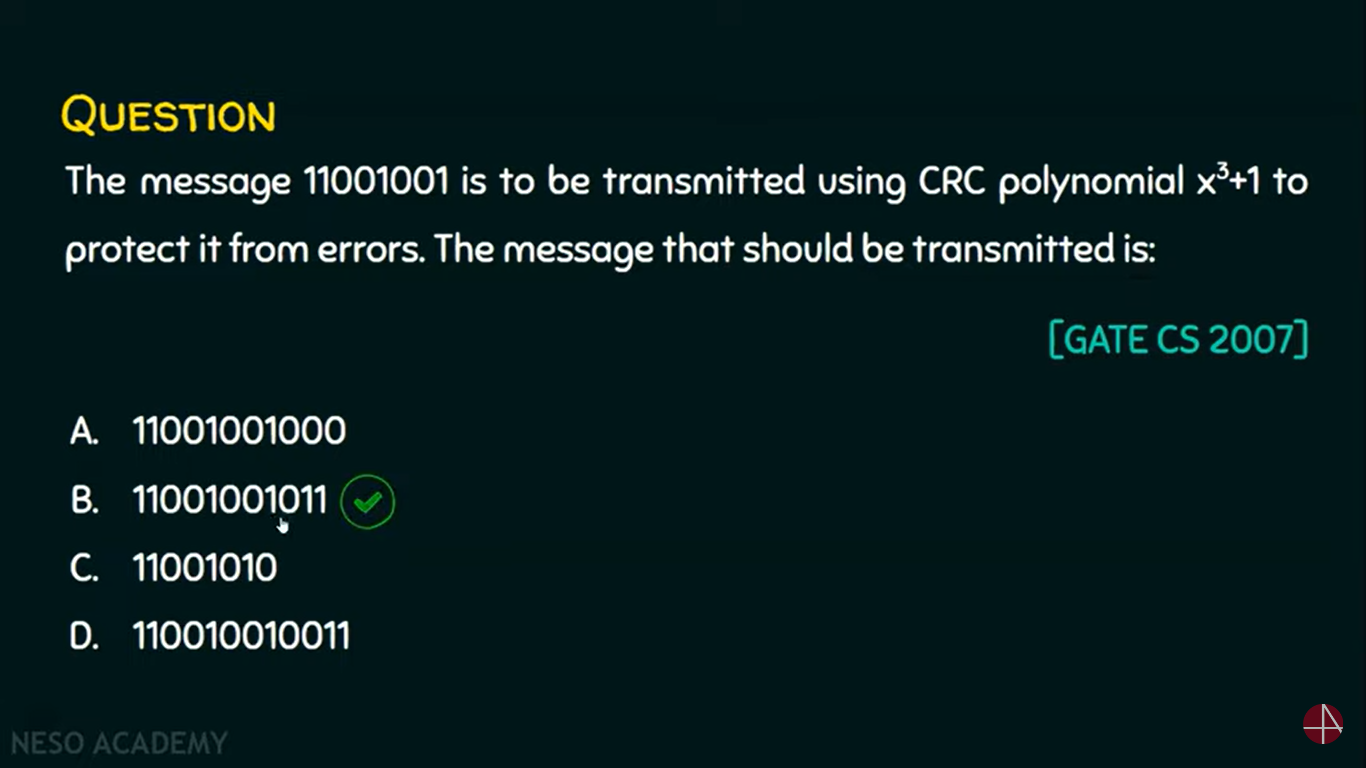 QUESTION
The message 11001001 is to be transmitted using CRC polynomial x³+1 to
protect it from errors. The message that should be transmitted is:
[GATE CS 2007]
A. 11001001000
B. 11001001011
C. 11001010
D. 110010010011
NESO ACADEMY